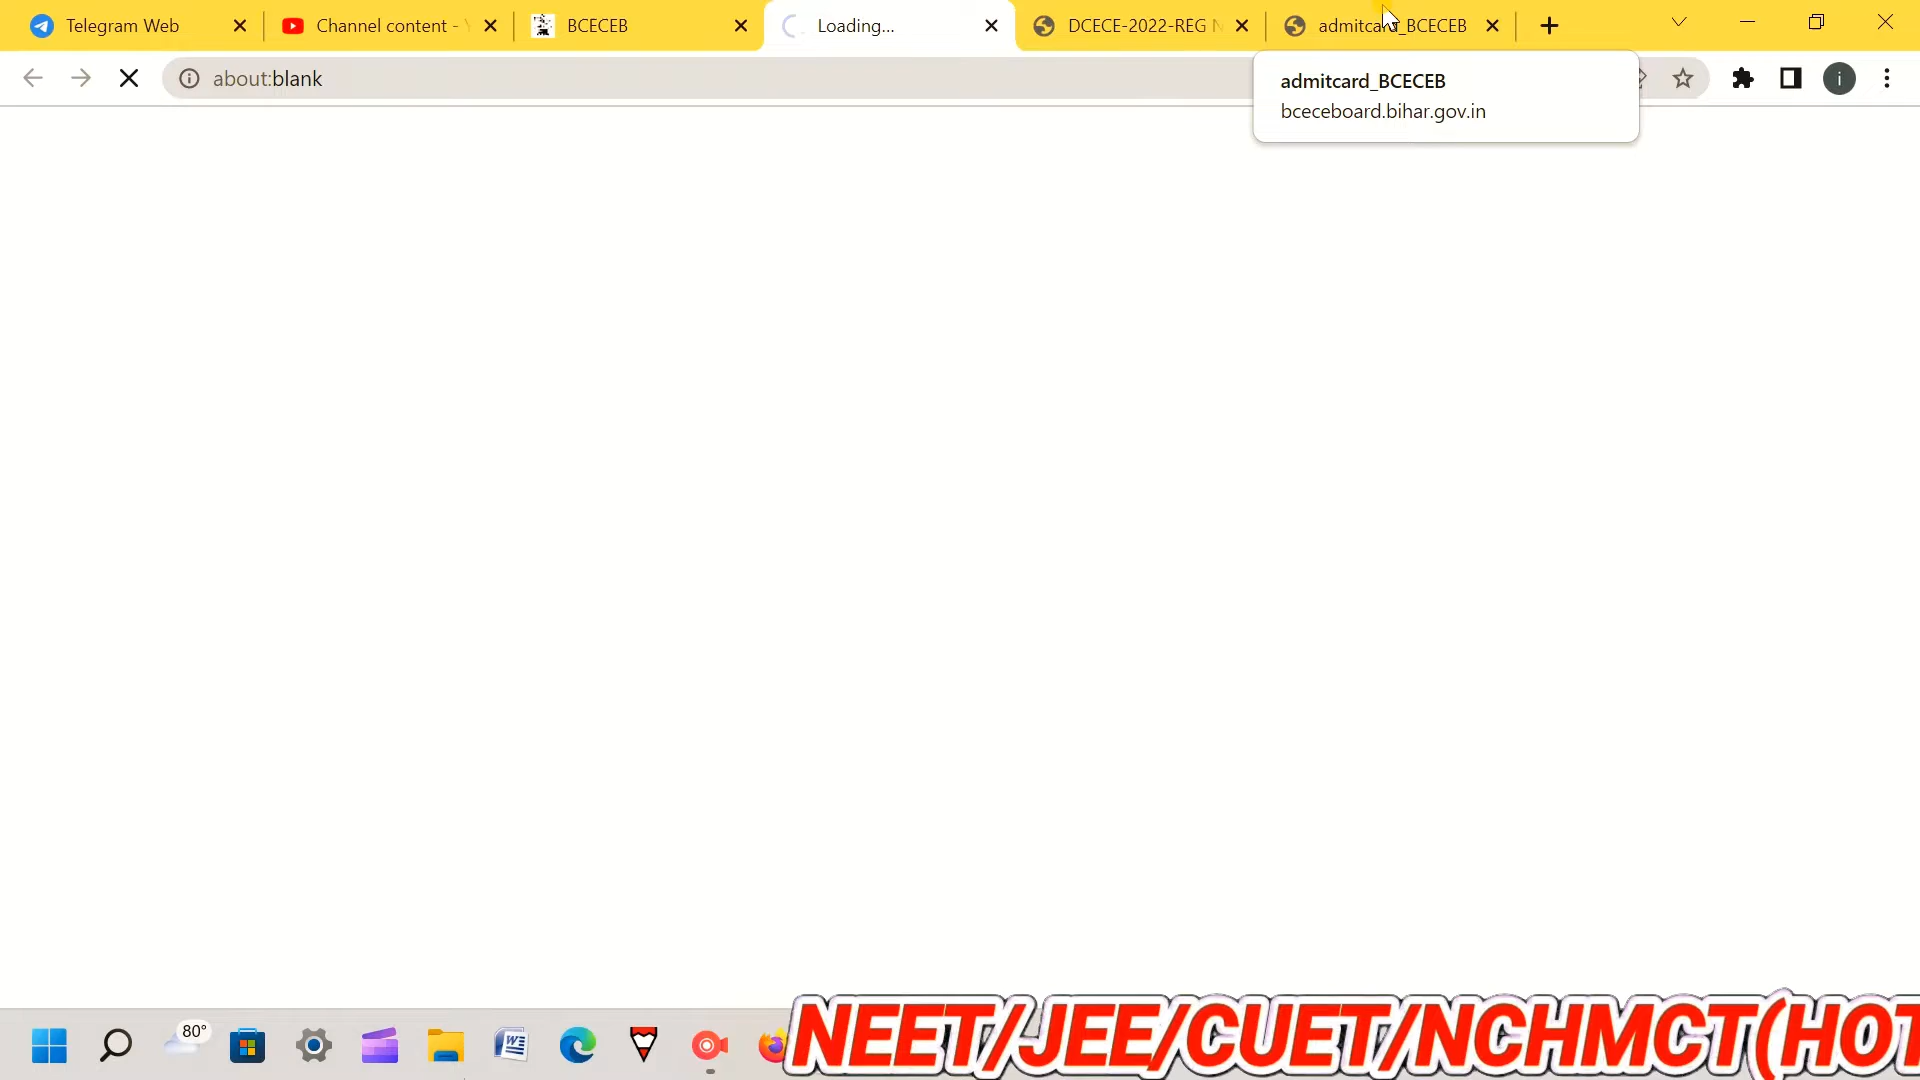 Telegram Web
Channel content -
BCECEB
Loading...
DCECE-2022-REG
admitcard_BCECEB
about:blank
admitcard_BCECEB
bceceboard.bihar.gov.in
i
80°
NEET/JEE/CUET/NCHMCT(HOT